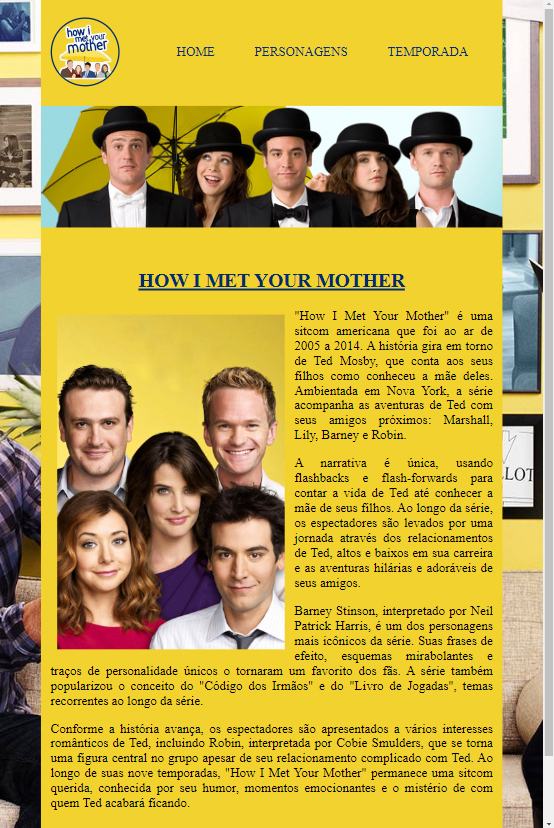 how i
met your
mother
HOME PERSONAGENS TEMPORADA
HOW I MET YOUR MOTHER
"How I Met Your Mother" é uma
sitcom americana que foi ao ar de
2005 a 2014. A história gira em torno
de Ted Mosby, que conta aos seus
filhos como conheceu a mãe deles.
Ambientada em Nova York, a série
acompanha as aventuras de Ted com
seus amigos próximos: Marshall,
Lily, Barney e Robin.
A narrativa é única, usando
flashbacks e flash-forwards para
contar a vida de Ted até conhecer a
mãe de seus filhos. Ao longo da série,
os espectadores são levados por uma
jornada através dos relacionamentos
de Ted, altos e baixos em sua carreira
e as aventuras hilárias e adoráveis de
seus amigos.
Barney Stinson, interpretado por Neil
Patrick Harris, é um dos personagens
mais icônicos da série. Suas frases de
efeito, esquemas mirabolantes e
traços de personalidade únicos o tornaram um favorito dos fãs. A série também
popularizou o conceito do "Código dos Irmãos" e do "Livro de Jogadas", temas
recorrentes ao longo da série.
Conforme a história avança, os espectadores são apresentados a vários interesses
românticos de Ted, incluindo Robin, interpretada por Cobie Smulders, que se torna
uma figura central no grupo apesar de seu relacionamento complicado com Ted. Ao
longo de suas nove temporadas, "How I Met Your Mother" permanece uma sitcom
querida, conhecida por seu humor, momentos emocionantes e o mistério de com
quem Ted acabará ficando.